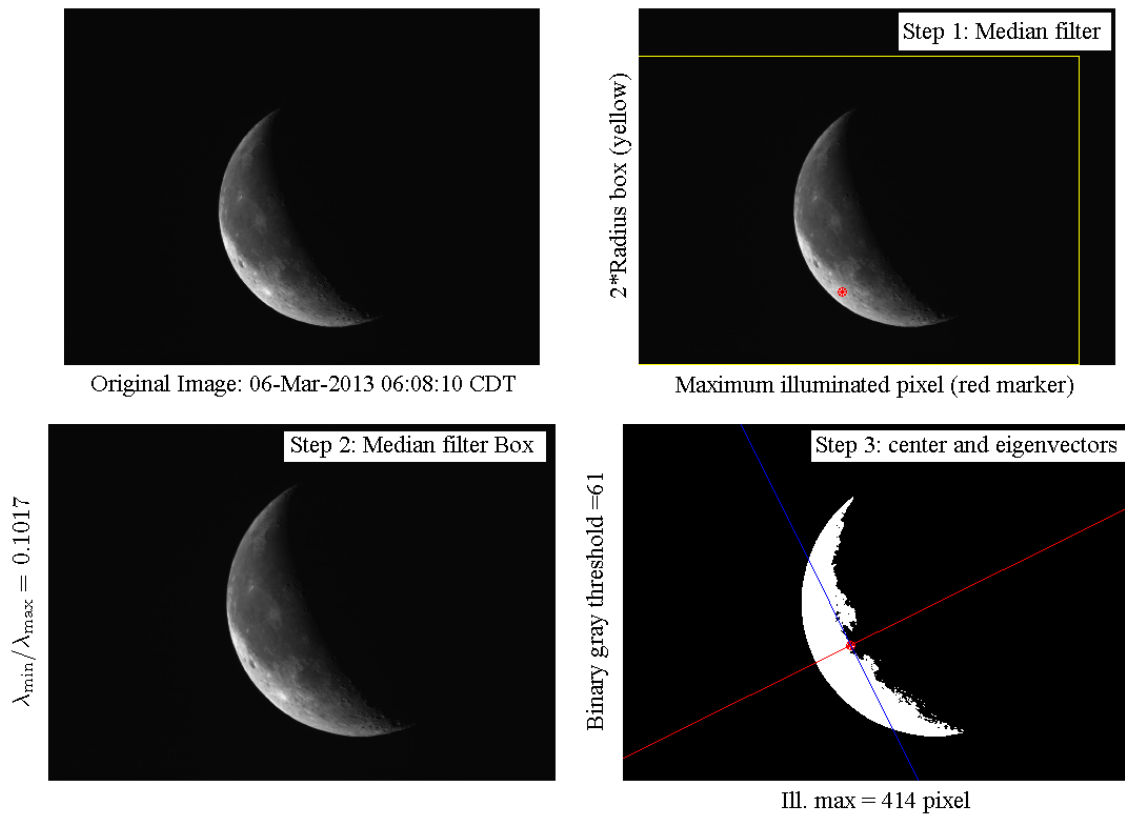 Step 1: Median filter
2*Radius box (yellow)
Original Image: 06-Mar-2013 06:08:10 CDT
Maximum illuminated pixel (red marker)
Step 2: Median filter Box
λmin/λmax = 0.1017
Step 3: center and eigenvectors
Binary gray threshold =61
Ill. max = 414 pixel